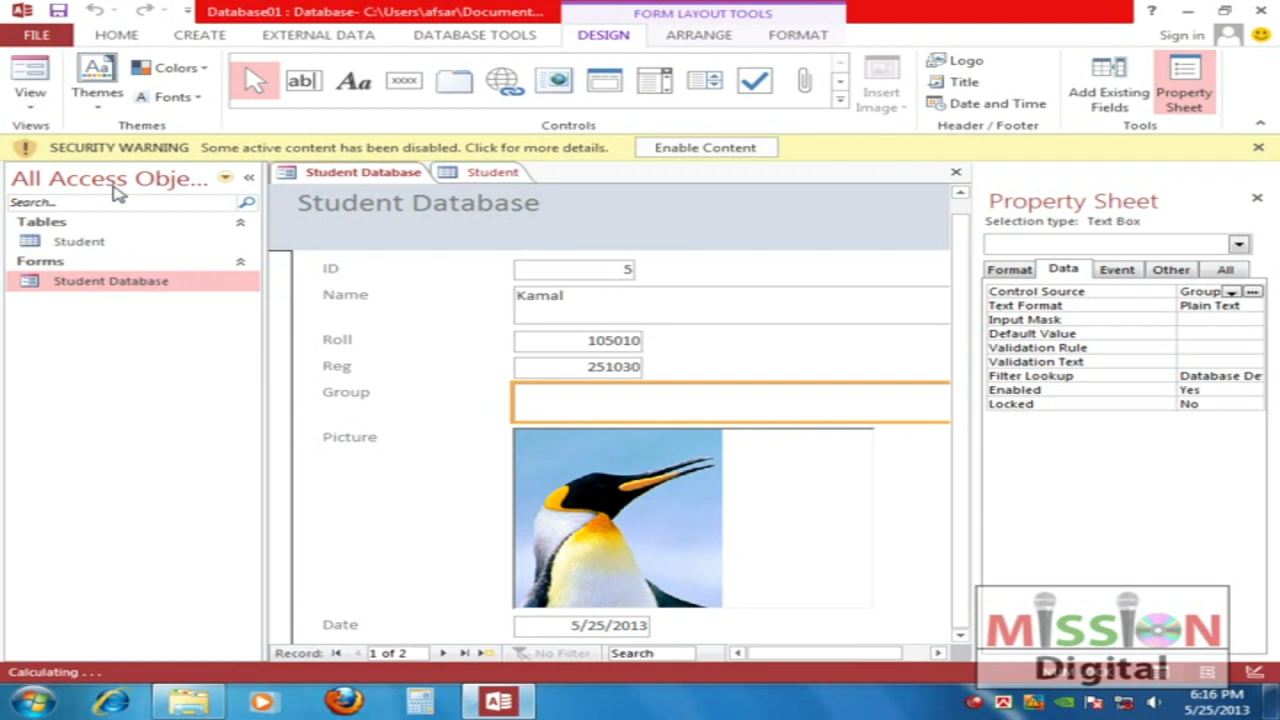 Database01 : Database- C:\Users\afsar\Document...
FORM LAYOUT TOOLS
?
FILE HOME CREATE EXTERNAL DATA DATABASE TOOLS DESIGN ARRANGE FORMAT Sign in
View
Themes
Colors
Fonts
ab|
Aa
XXXX
Insert Image
Logo
Title
Date and Time
Add Existing Fields
Property Sheet
Views Themes Controls Header / Footer Tools
SECURITY WARNING Some active content has been disabled. Click for more details. Enable Content
All Access Obje...
Search...
Tables
Student
Forms
Student Database
Student Database Student
Student Database
ID 5
Name Kamal
Roll 105010
Reg 251030
Group
Picture
Date 5/25/2013
Record: 1 of 2 No Filter Search
Property Sheet
Selection type: Text Box
Format Data Event Other All
Control Source Group
Text Format Plain Text
Input Mask
Default Value
Validation Rule
Validation Text
Filter Lookup Database De
Enabled Yes
Locked No
MISSION
Digital
Calculating . . .
6:16 PM
5/25/2013